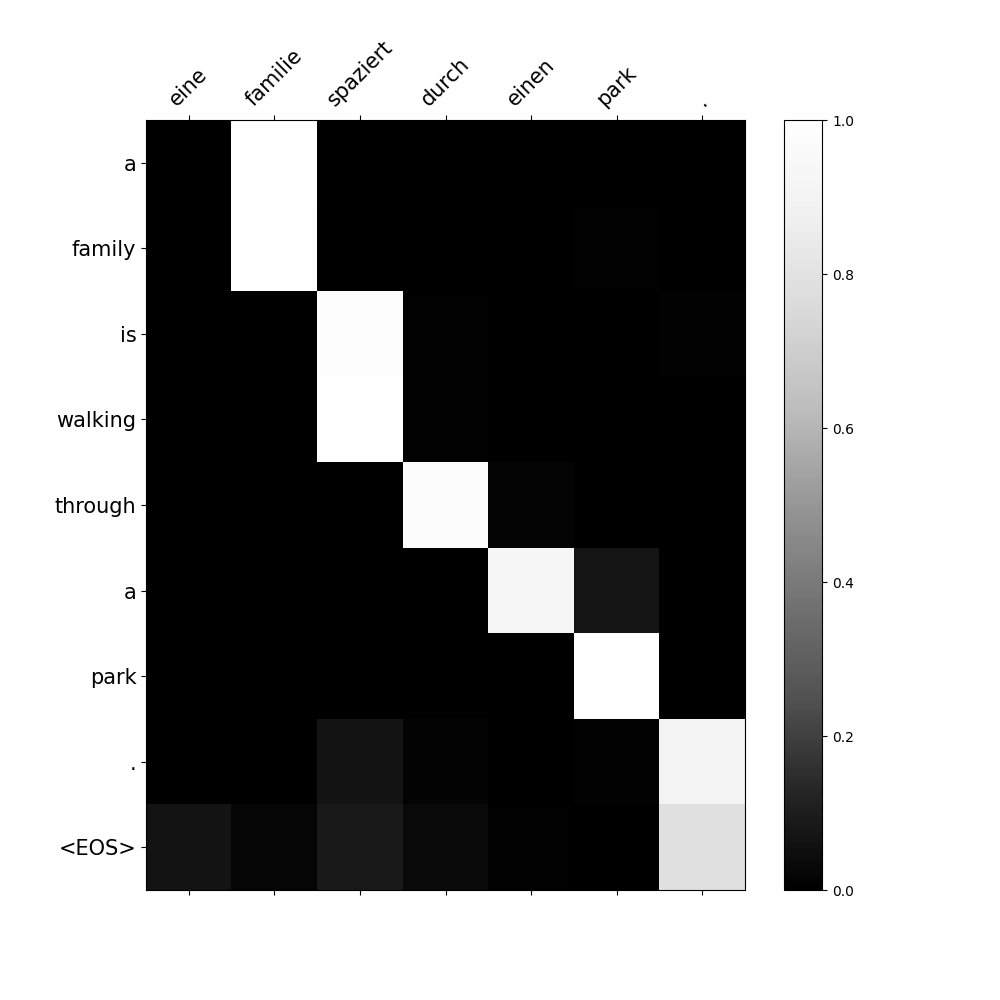 eine familie spaziert durch einen park .
a
family
is
walking
through
a
park
.
<EOS>
1.0
0.8
0.6
0.4
0.2
0.0